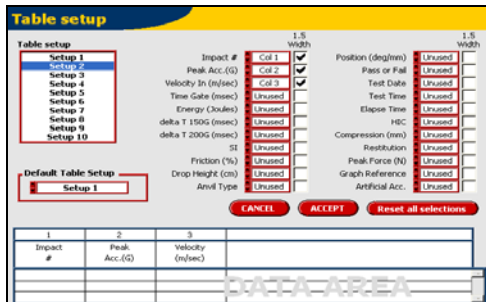 Table setup
Table setup
Setup 1
Setup 2
Setup 3
Setup 4
Setup 5
Setup 6
Setup 7
Setup 8
Setup 9
Setup 10
Default Table Setup
Setup 1
1.5
Width
Impact # Col 1
Peak Acc.(G) Col 2
Velocity In (m/sec) Col 3
Time Gate (msec) Unused
Energy (Joules) Unused
delta T 150G (msec) Unused
delta T 200G (msec) Unused
SI Unused
Friction (%) Unused
Drop Height (cm) Unused
Anvil Type Unused
1.5
Width
Position (deg/mm) Unused
Pass or Fail Unused
Test Date Unused
Test Time Unused
Elapse Time Unused
HIC Unused
Compression (mm) Unused
Restitution Unused
Peak Force (N) Unused
Graph Reference Unused
Artificial Acc. Unused
CANCEL ACCEPT Reset all selections
1 2 3
Impact Peak Velocity
# Acc.(G) (m/sec)
DATA AREA